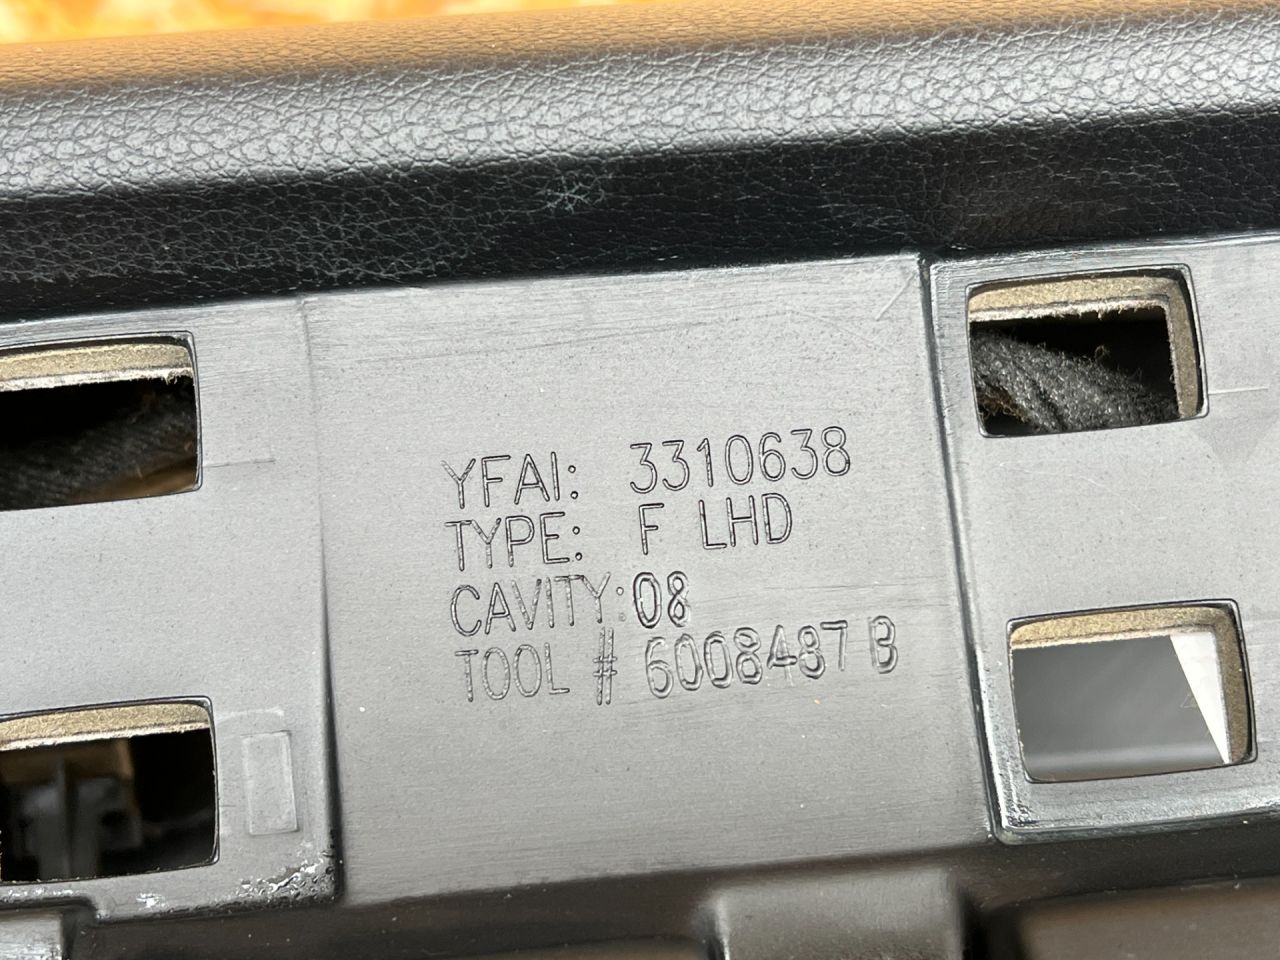 YFAI: 3310638
TYPE: F LHD
CAVITY:08
TOOL # 6008487 B